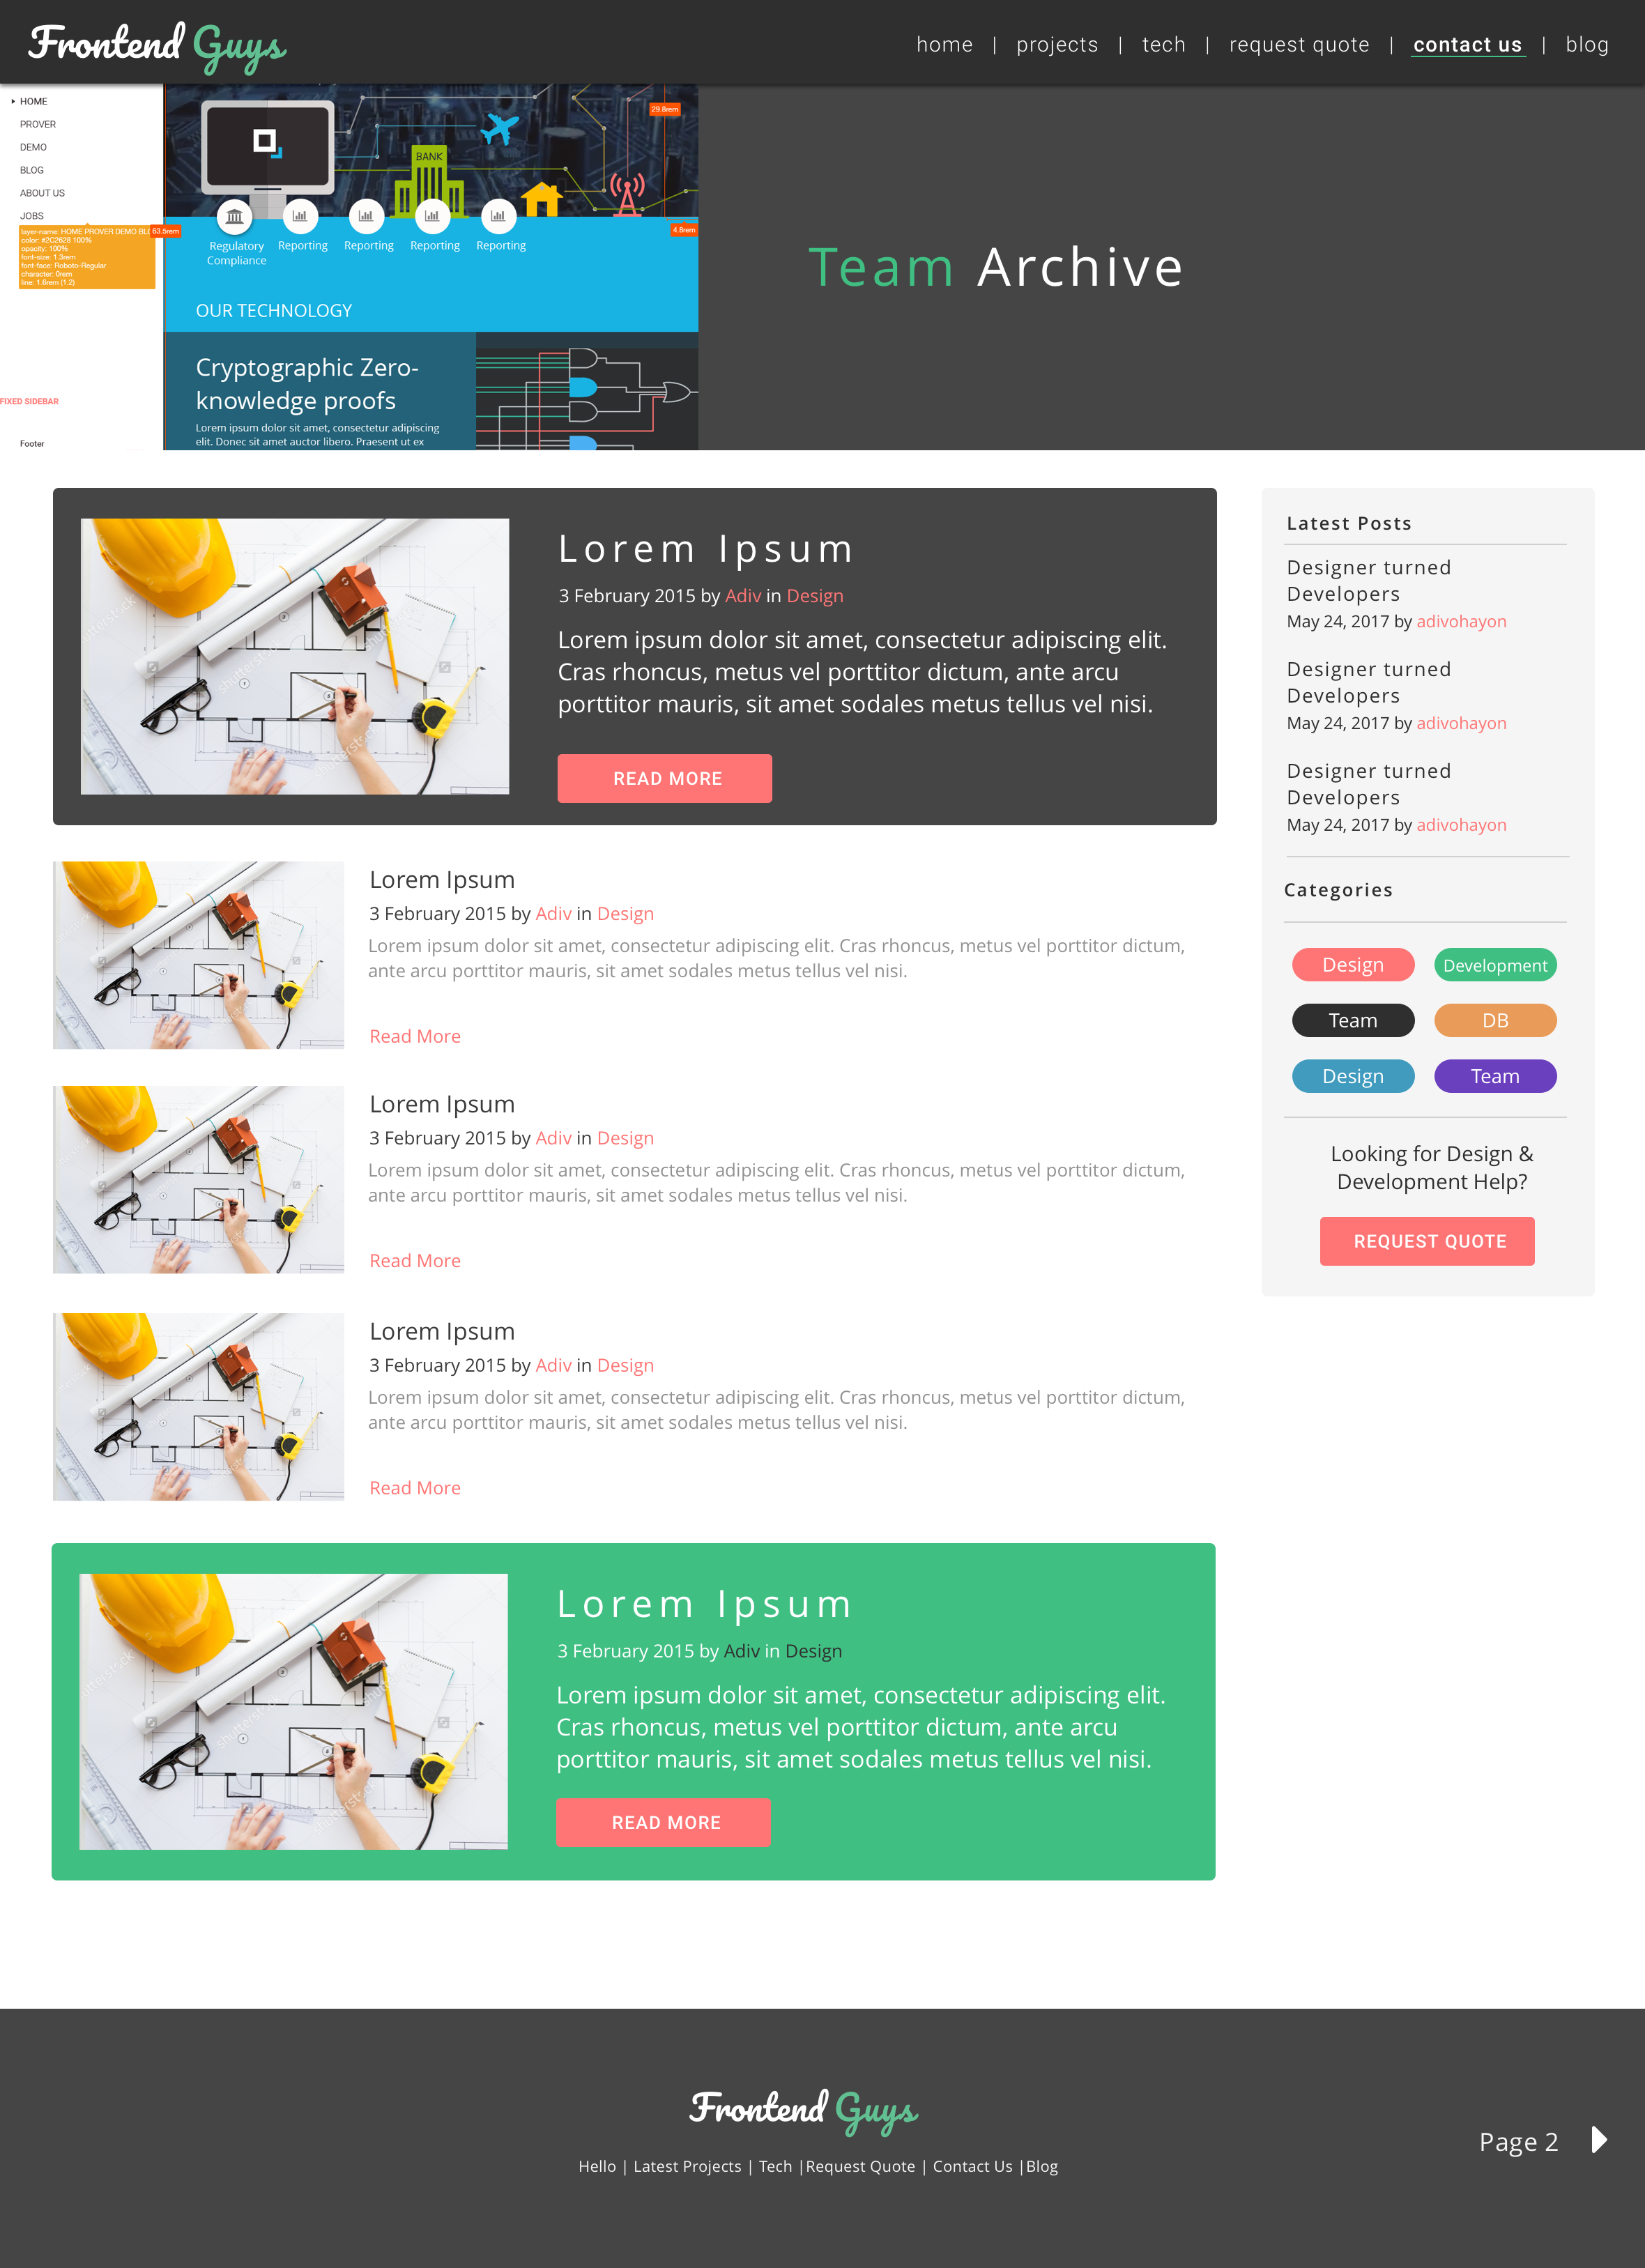 Frontend Guys
home | projects | tech | request quote | contact us | blog
HOME
PROVER
DEMO
BLOG
ABOUT US
JOBS
layer-name: HOME PROVER DEMO
color: #2C2628 100%
opacity: 100%
font-size: 1.3rem
font-face: Roboto-Regular
character: 0rem
line: 1.6rem (1.2)
63.5rem
FIXED SIDEBAR
Footer
29.8rem
BANK
4.8rem
Regulatory
Compliance
Reporting
Reporting
Reporting
Reporting
OUR TECHNOLOGY
Cryptographic Zero-
knowledge proofs
Lorem ipsum dolor sit amet, consectetur adipiscing
elit. Donec sit amet auctor libero. Praesent ut ex
Team Archive
Lorem Ipsum
3 February 2015 by Adiv in Design
Lorem ipsum dolor sit amet, consectetur adipiscing elit.
Cras rhoncus, metus vel porttitor dictum, ante arcu
porttitor mauris, sit amet sodales metus tellus vel nisi.
READ MORE
Lorem Ipsum
3 February 2015 by Adiv in Design
Lorem ipsum dolor sit amet, consectetur adipiscing elit. Cras rhoncus, metus vel porttitor dictum,
ante arcu porttitor mauris, sit amet sodales metus tellus vel nisi.
Read More
Lorem Ipsum
3 February 2015 by Adiv in Design
Lorem ipsum dolor sit amet, consectetur adipiscing elit. Cras rhoncus, metus vel porttitor dictum,
ante arcu porttitor mauris, sit amet sodales metus tellus vel nisi.
Read More
Lorem Ipsum
3 February 2015 by Adiv in Design
Lorem ipsum dolor sit amet, consectetur adipiscing elit. Cras rhoncus, metus vel porttitor dictum,
ante arcu porttitor mauris, sit amet sodales metus tellus vel nisi.
Read More
Lorem Ipsum
3 February 2015 by Adiv in Design
Lorem ipsum dolor sit amet, consectetur adipiscing elit.
Cras rhoncus, metus vel porttitor dictum, ante arcu
porttitor mauris, sit amet sodales metus tellus vel nisi.
READ MORE
Latest Posts
Designer turned
Developers
May 24, 2017 by adivohayon
Designer turned
Developers
May 24, 2017 by adivohayon
Designer turned
Developers
May 24, 2017 by adivohayon
Categories
Design
Development
Team
DB
Design
Team
Looking for Design &
Development Help?
REQUEST QUOTE
Frontend Guys
Hello | Latest Projects | Tech |Request Quote | Contact Us |Blog
Page 2